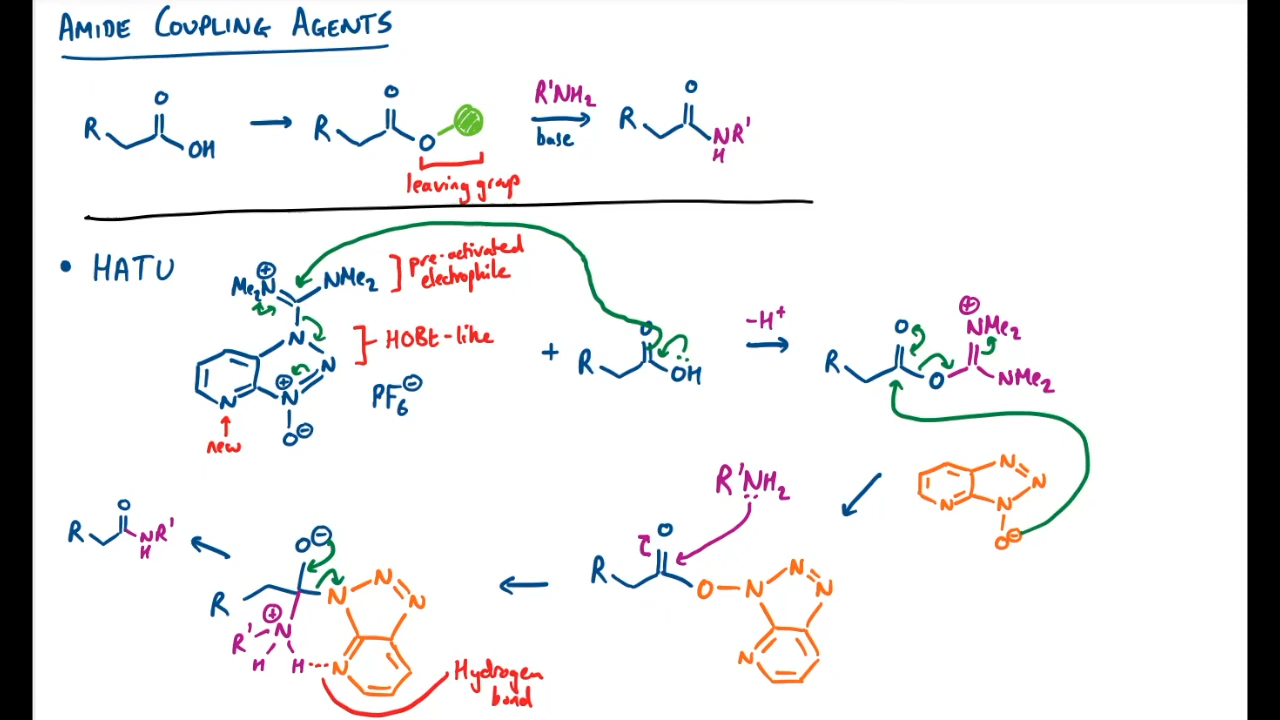 AMIDE COUPLING AGENTS
R O OH
R O O
leaving group
R'NH2
base
R O NR'
H
• HATU
Me2N ⊕ NMe2
pre-activated
electrophile
N
HOBt-like
N
⊕
N
N
O⊖
new
PF6⊖
+
R O OH
-H+
R O O
⊕
NMe2
NMe2
N
N
N
N
O⊖
R'NH2
R O O N N N
N
R O⊖
N N N
⊕
R' N
H H N
Hydrogen
bond
R O NR'
H